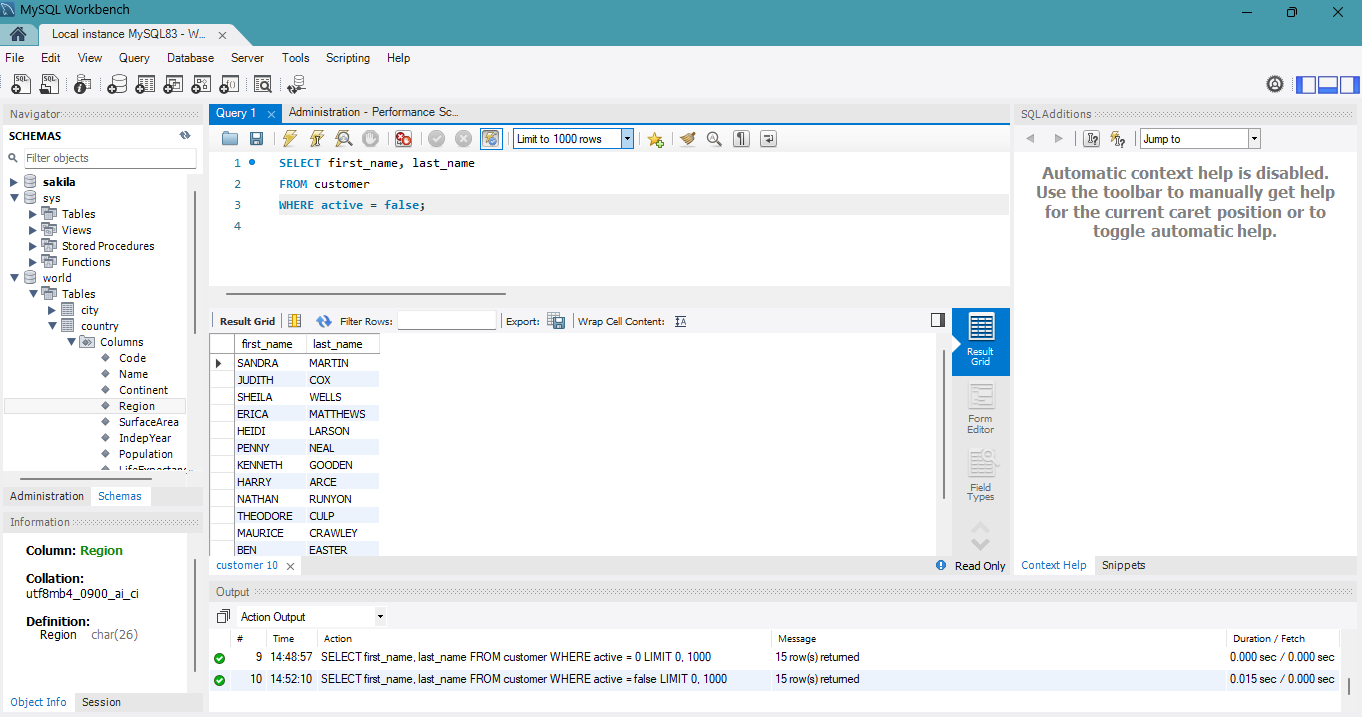 MySQL Workbench
Local instance MySQL83 - W...
File Edit View Query Database Server Tools Scripting Help
Navigator
SCHEMAS
Filter objects
sakila
sys
Tables
Views
Stored Procedures
Functions
world
Tables
city
country
Columns
Code
Name
Continent
Region
SurfaceArea
IndepYear
Population
Administration Schemas
Information
Column: Region
Collation:
utf8mb4_0900_ai_ci
Definition:
Region char(26)
Object Info Session
Query 1 Administration - Performance Sc...
Limit to 1000 rows
1 SELECT first_name, last_name
2 FROM customer
3 WHERE active = false;
4
Result Grid Filter Rows: Export: Wrap Cell Content:
first_name last_name
SANDRA MARTIN
JUDITH COX
SHEILA WELLS
ERICA MATTHEWS
HEIDI LARSON
PENNY NEAL
KENNETH GOODEN
HARRY ARCE
NATHAN RUNYON
THEODORE CULP
MAURICE CRAWLEY
BEN EASTER
Result
Grid
Form
Editor
Field
Types
customer 10 Read Only
SQLAdditions
Jump to
Automatic context help is disabled.
Use the toolbar to manually get help
for the current caret position or to
toggle automatic help.
Context Help Snippets
Output
Action Output
# Time Action Message Duration / Fetch
9 14:48:57 SELECT first_name, last_name FROM customer WHERE active = 0 LIMIT 0, 1000 15 row(s) returned 0.000 sec / 0.000 sec
10 14:52:10 SELECT first_name, last_name FROM customer WHERE active = false LIMIT 0, 1000 15 row(s) returned 0.015 sec / 0.000 sec